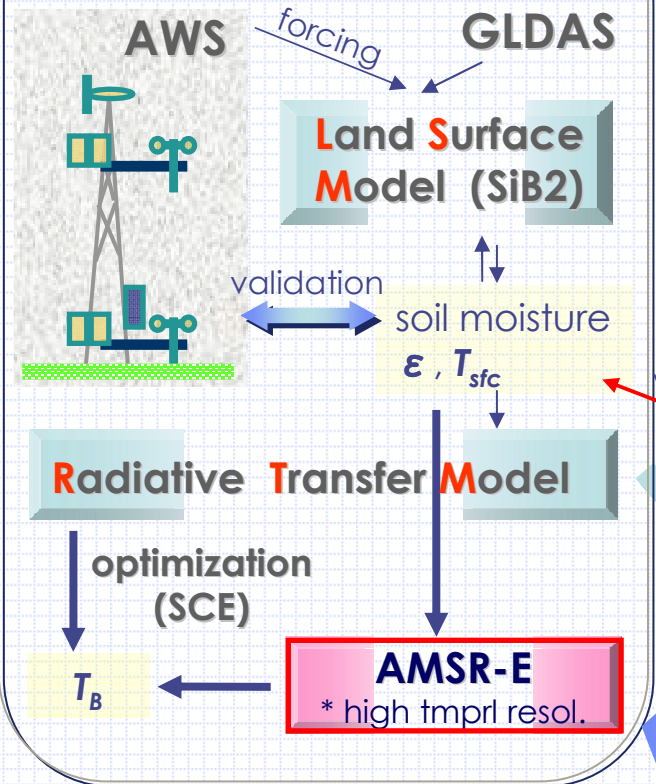 AWS
forcing
GLDAS
Land Surface
Model (SiB2)
validation
soil moisture
ε , Tsfc
Radiative Transfer Model
optimization
(SCE)
TB
AMSR-E
* high tmprl resol.